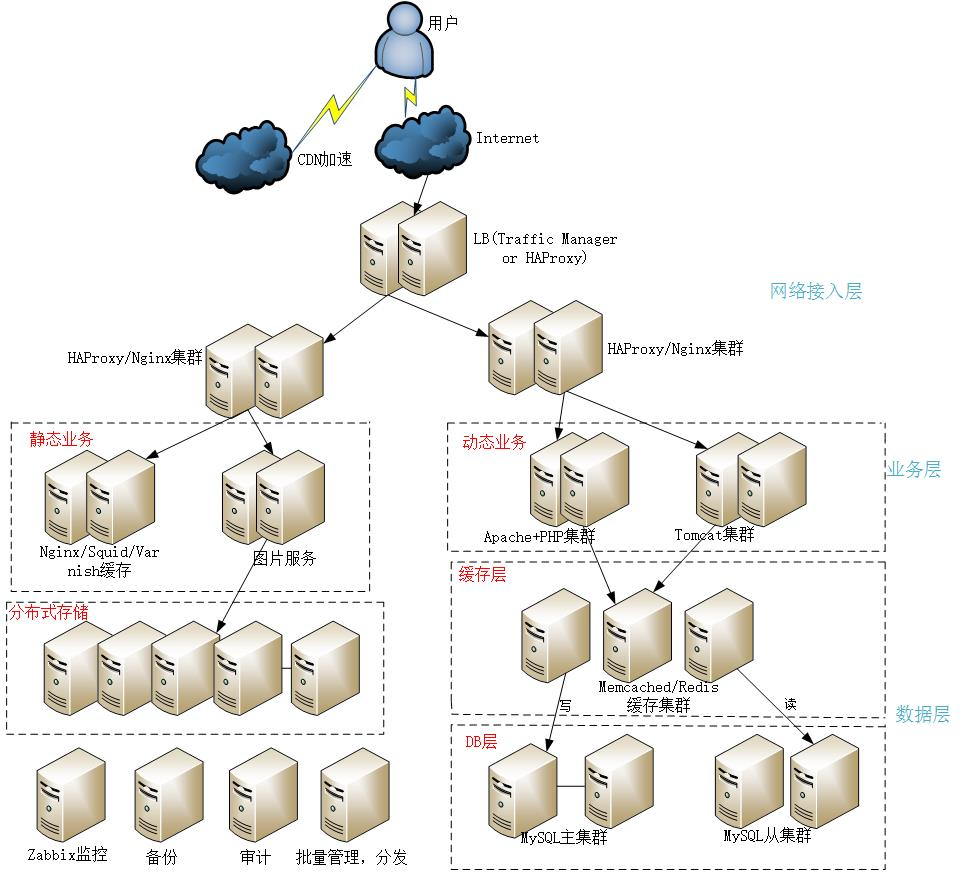 用户
Internet
CDN加速
LB(Traffic Manager
or HAProxy)
网络接入层
HAProxy/Nginx集群
HAProxy/Nginx集群
静态业务
动态业务
业务层
Nginx/Squid/Var
nish缓存
图片服务
Apache+PHP集群
Tomcat集群
缓存层
分布式存储
Memcached/Redis
缓存集群
写
读
数据层
DB层
MySQL主集群
MySQL从集群
Zabbix监控
备份
审计
批量管理，分发